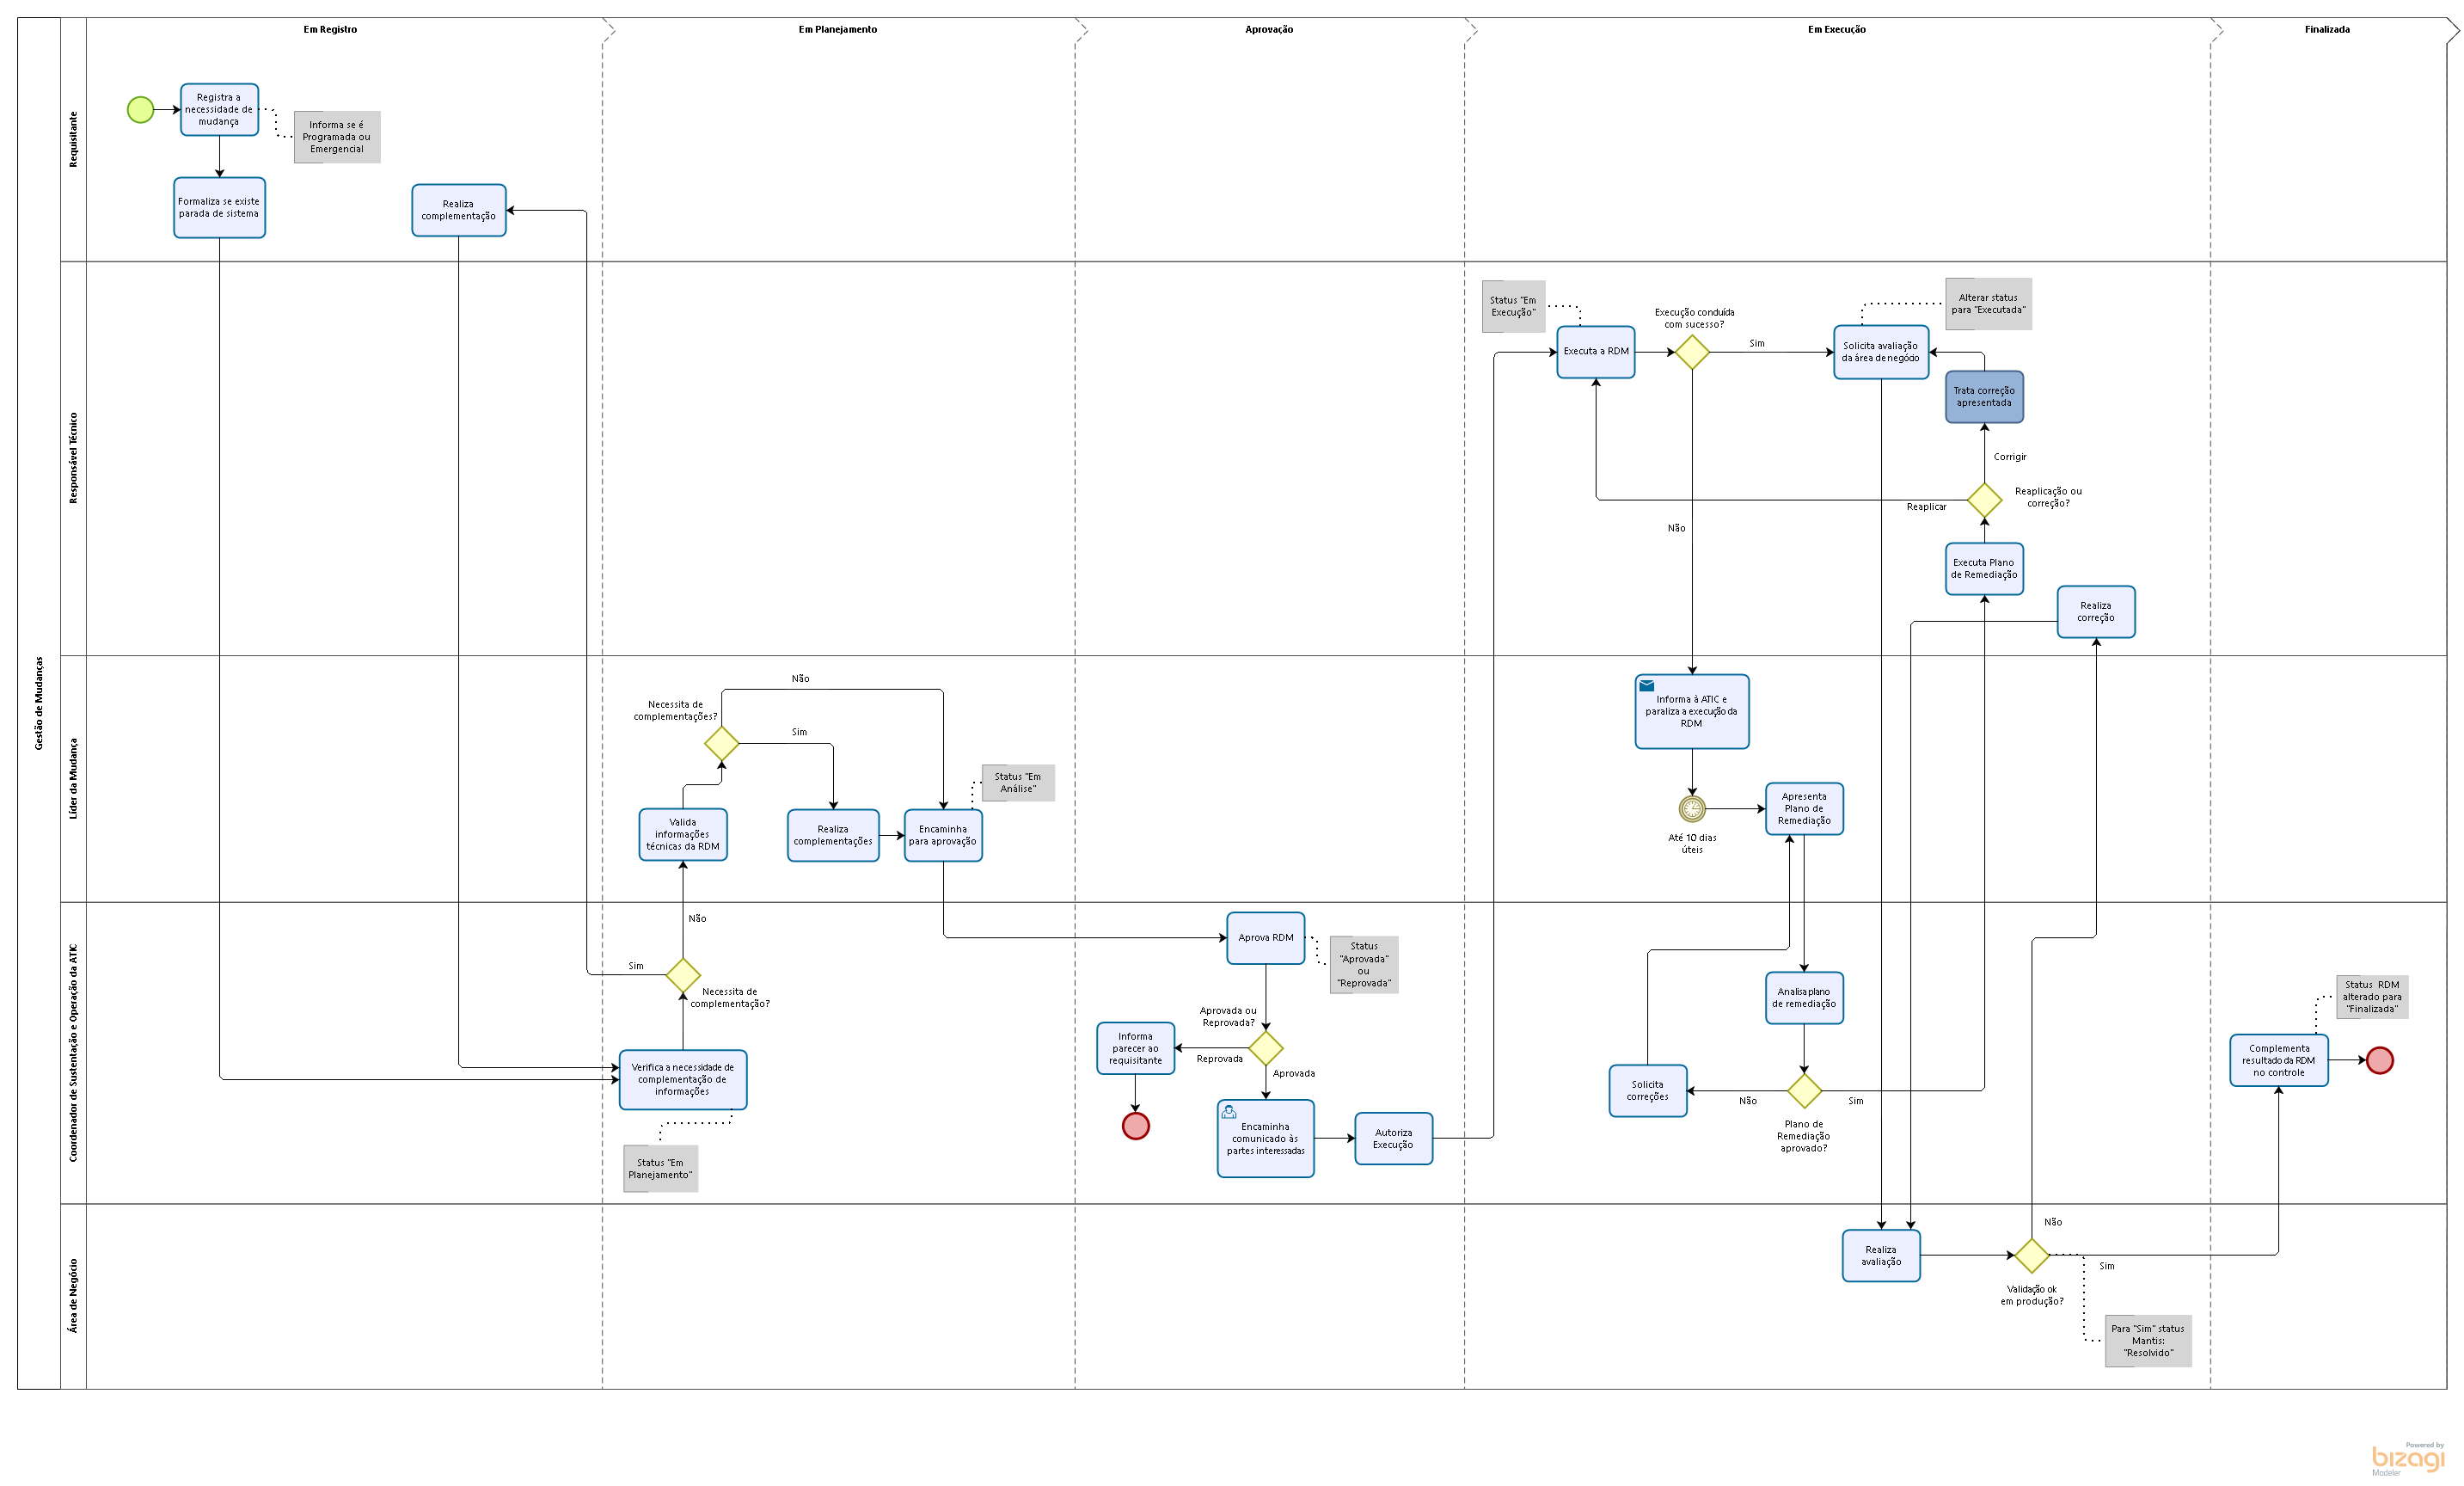 Em Registro
Em Planejamento
Aprovação
Em Execução
Finalizada
Gestão de Mudanças
Requisitante
Registra a
necessidade de
mudança
Informa se é
Programada ou
Emergencial
Formaliza se existe
parada de sistema
Realiza
complementação
Responsável Técnico
Status "Em
Execução"
Executa a RDM
Execução conduída
com sucesso?
Sim
Não
Alterar status
para "Executada"
Solicita avaliação
da área de negócio
Trata correção
apresentada
Corrigir
Reaplicação ou
correção?
Reaplicar
Executa Plano
de Remediação
Realiza
correção
Líder da Mudança
Necessita de
complementações?
Não
Sim
Valida
informações
técnicas da RDM
Realiza
complementações
Status "Em
Análise"
Encaminha
para aprovação
Informa à ATIC e
paraliza a execução da
RDM
Até 10 dias
úteis
Apresenta
Plano de
Remediação
Coordenador de Sustentação e Operação da ATIC
Não
Sim
Necessita de
complementação?
Verifica a necessidade de
complementação de
informações
Status "Em
Planejamento"
Aprova RDM
Status
"Aprovada"
ou
"Reprovada"
Aprovada ou
Reprovada?
Reprovada
Aprovada
Informa
parecer ao
requisitante
Encaminha
comunicado às
partes interessadas
Autoriza
Execução
Analisa plano
de remediação
Solicita
correções
Não
Sim
Plano de
Remediação
aprovado?
Status RDM
alterado para
"Finalizada"
Complementa
resultado da RDM
no controle
Área de Negócio
Realiza
avaliação
Não
Sim
Validação ok
em produção?
Para "Sim" status
Mantis:
"Resolvido"
Powered by
bizagi
Modeler